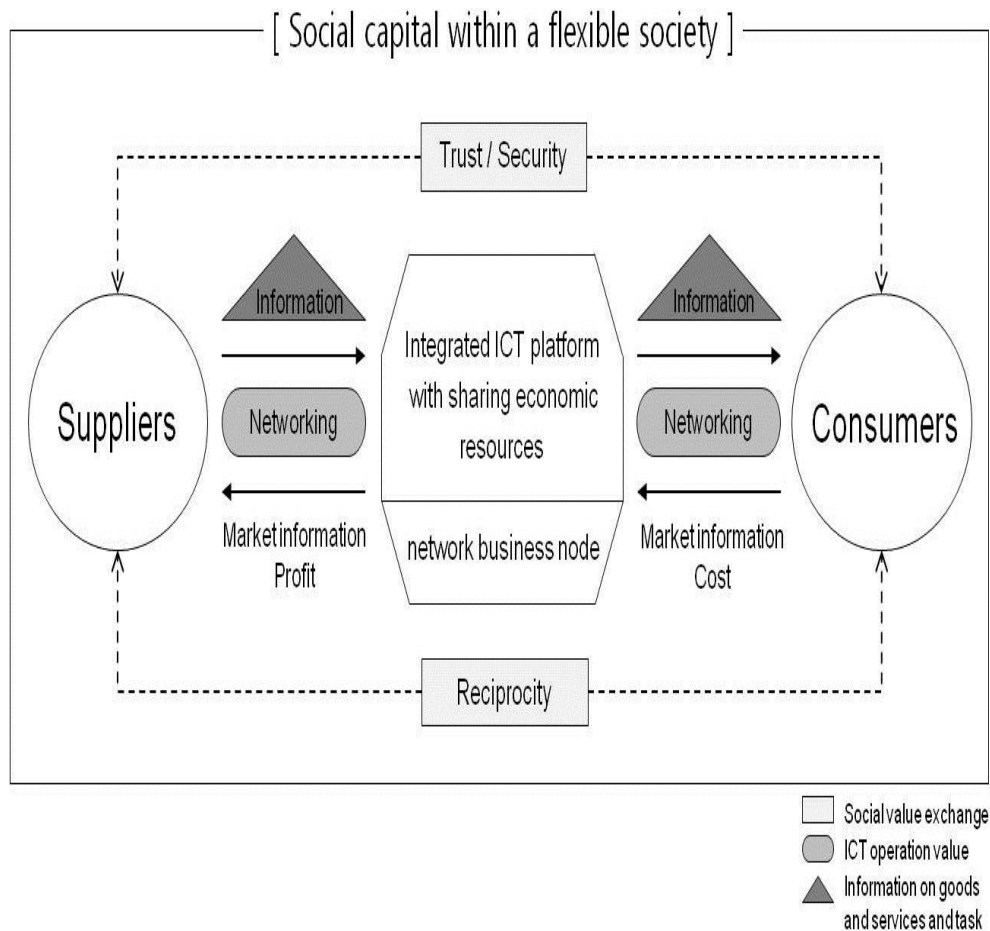 [ Social capital within a flexible society ]
Trust / Security
Information
Information
Integrated ICT platform
with sharing economic
resources
Suppliers
Networking
Networking
Consumers
Market information
Profit
network business node
Market information
Cost
Reciprocity
Social value exchange
ICT operation value
Information on goods
and services and task